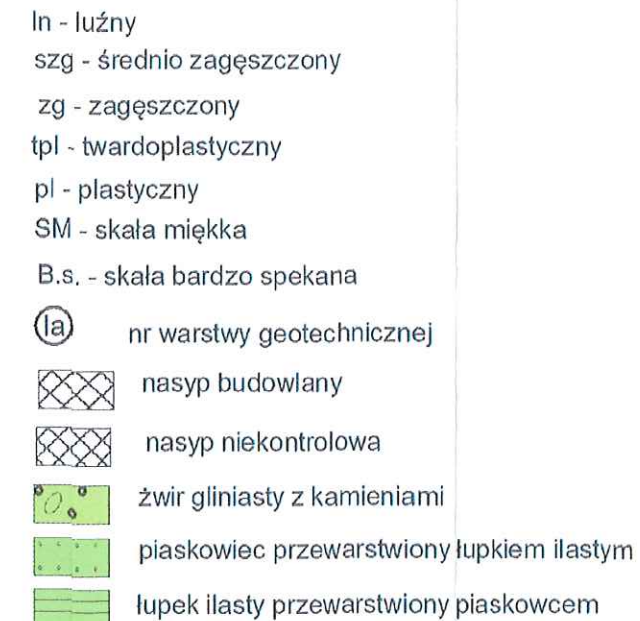 ln - luźny
szg - średnio zagęszczony
zg - zagęszczony
tpl - twardoplastyczny
pl - plastyczny
SM - skała miękka
B.s. - skała bardzo spekana
Ia nr warstwy geotechnicznej
nasyp budowlany
nasyp niekontrolowa
żwir gliniasty z kamieniami
piaskowiec przewarstwiony łupkiem ilastym
łupek ilasty przewarstwiony piaskowcem